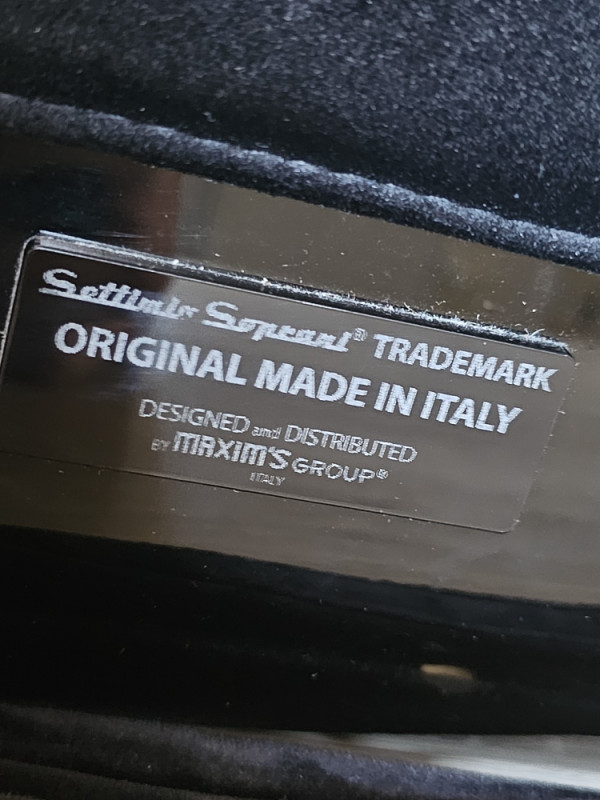 Settimio Soprani® TRADEMARK
ORIGINAL MADE IN ITALY
DESIGNED and DISTRIBUTED
BY MAXIM'S GROUP®
ITALY